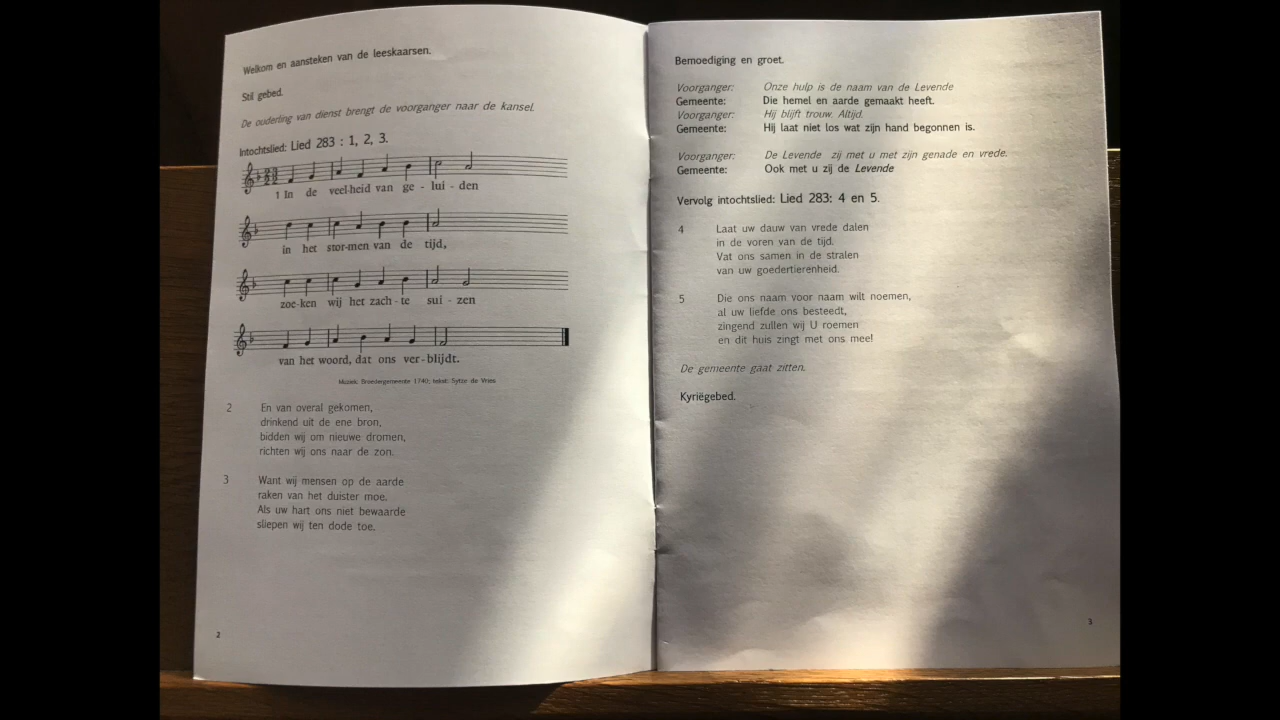 Welkom en aansteken van de leeskaarsen.
Stil gebed.
De ouderling van dienst brengt de voorganger naar de kansel.
Intochtslied: Lied 283 : 1, 2, 3.
1 In de veel-heid van ge - lui - den
in het stor-men van de tijd,
zoe-ken wij het zach - te sui - zen
van het woord, dat ons ver - blijdt.
Muziek: Broedergemeente 1740; tekst: Sytze de Vries
2 En van overal gekomen,
drinkend uit de ene bron,
bidden wij om nieuwe dromen,
richten wij ons naar de zon.
3 Want wij mensen op de aarde
raken van het duister moe.
Als uw hart ons niet bewaarde
sliepen wij ten dode toe.
2
Bemoediging en groet.
Voorganger: Onze hulp is de naam van de Levende
Gemeente: Die hemel en aarde gemaakt heeft.
Voorganger: Hij blijft trouw. Altijd.
Gemeente: Hij laat niet los wat zijn hand begonnen is.
Voorganger: De Levende zij met u met zijn genade en vrede.
Gemeente: Ook met u zij de Levende
Vervolg intochtslied: Lied 283: 4 en 5.
4 Laat uw dauw van vrede dalen
in de voren van de tijd.
Vat ons samen in de stralen
van uw goedertierenheid.
5 Die ons naam voor naam wilt noemen,
al uw liefde ons besteedt,
zingend zullen wij U roemen
en dit huis zingt met ons mee!
De gemeente gaat zitten.
Kyriëgebed.
3